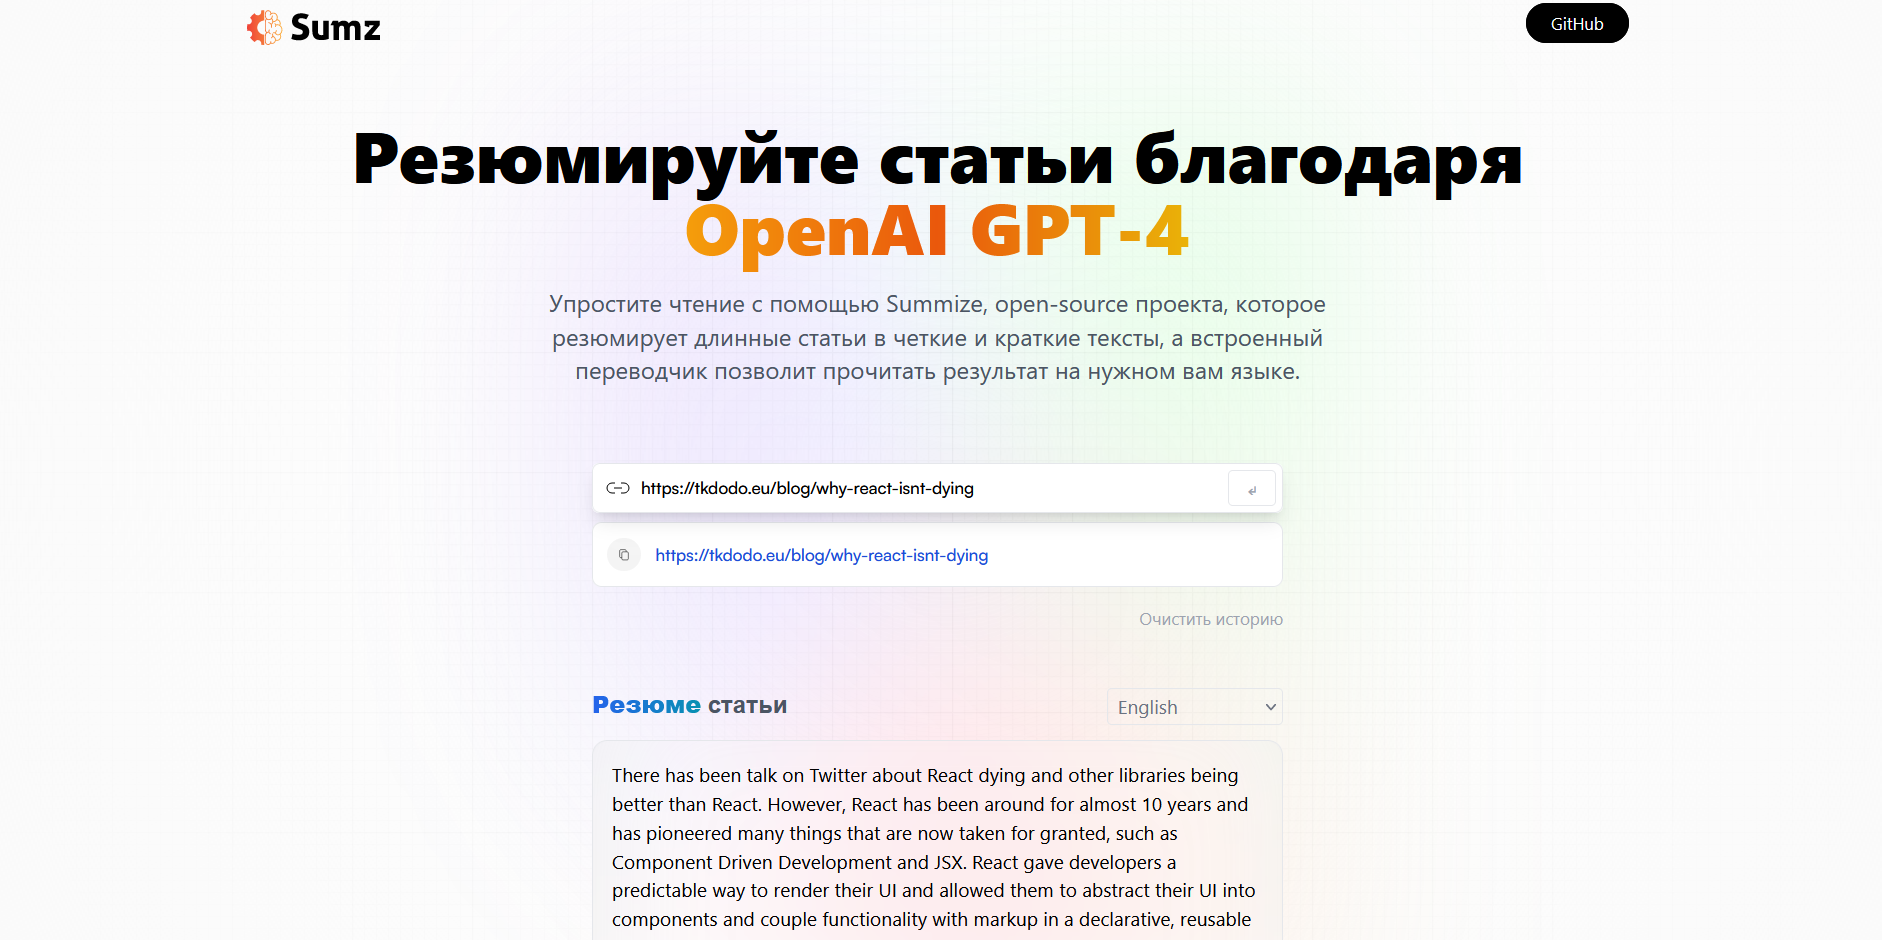 Sumz
GitHub
Резюмируйте статьи благодаря
OpenAI GPT-4
Упростите чтение с помощью Summize, open-source проекта, которое
резюмирует длинные статьи в четкие и краткие тексты, а встроенный
переводчик позволит прочитать результат на нужном вам языке.
https://tkdodo.eu/blog/why-react-isnt-dying
https://tkdodo.eu/blog/why-react-isnt-dying
Очистить историю
Резюме статьи
English
There has been talk on Twitter about React dying and other libraries being
better than React. However, React has been around for almost 10 years and
has pioneered many things that are now taken for granted, such as
Component Driven Development and JSX. React gave developers a
predictable way to render their UI and allowed them to abstract their UI into
components and couple functionality with markup in a declarative, reusable